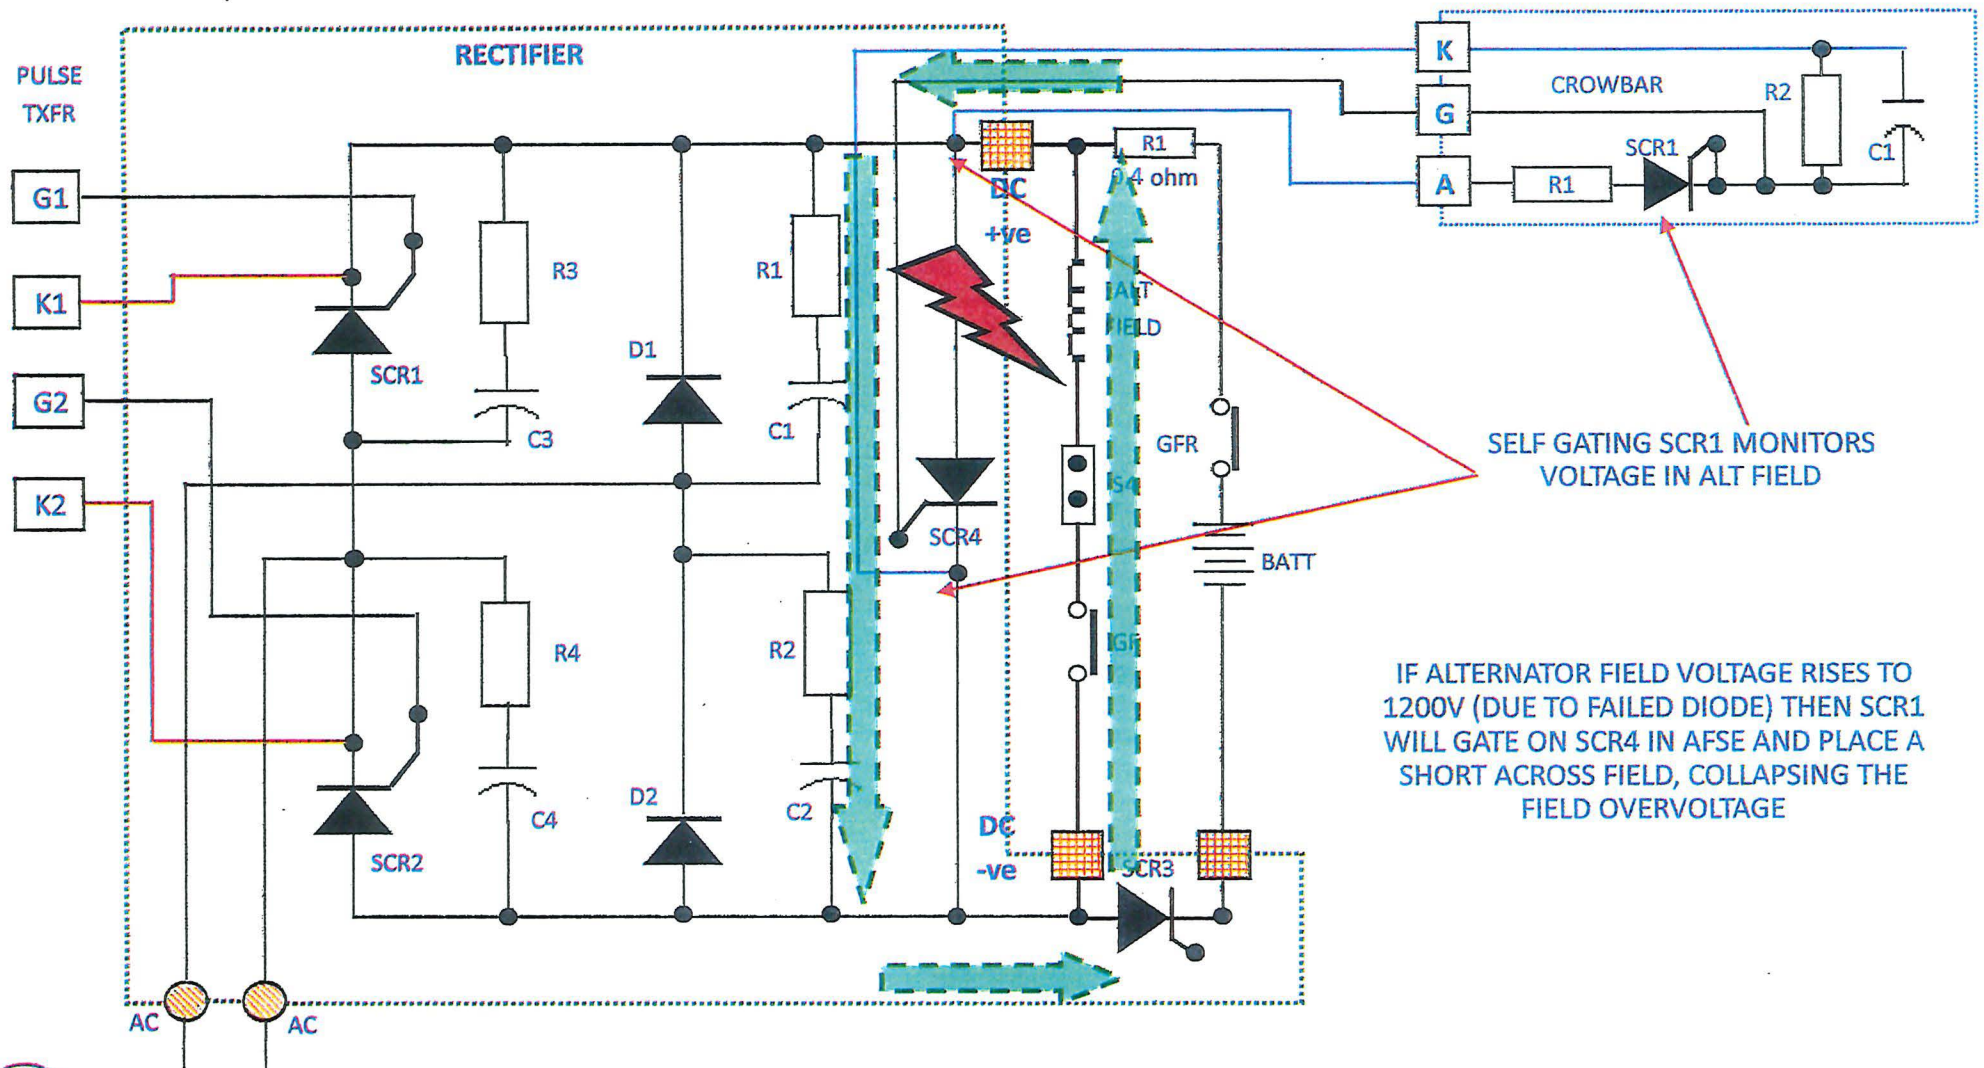 RECTIFIER
PULSE
TXFR
K
CROWBAR
R2
G
SCR1
C1
A
R1
R1
0.4 ohm
DC
+ve
G1
K1
SCR1
R3
R1
D1
C3
C1
ALT
FIELD
G2
K2
GFR
S4
SCR4
BATT
SELF GATING SCR1 MONITORS
VOLTAGE IN ALT FIELD
R4
R2
D2
C4
C2
SCR2
DC
-ve
SCR3
IF ALTERNATOR FIELD VOLTAGE RISES TO
1200V (DUE TO FAILED DIODE) THEN SCR1
WILL GATE ON SCR4 IN AFSE AND PLACE A
SHORT ACROSS FIELD, COLLAPSING THE
FIELD OVERVOLTAGE
AC
AC